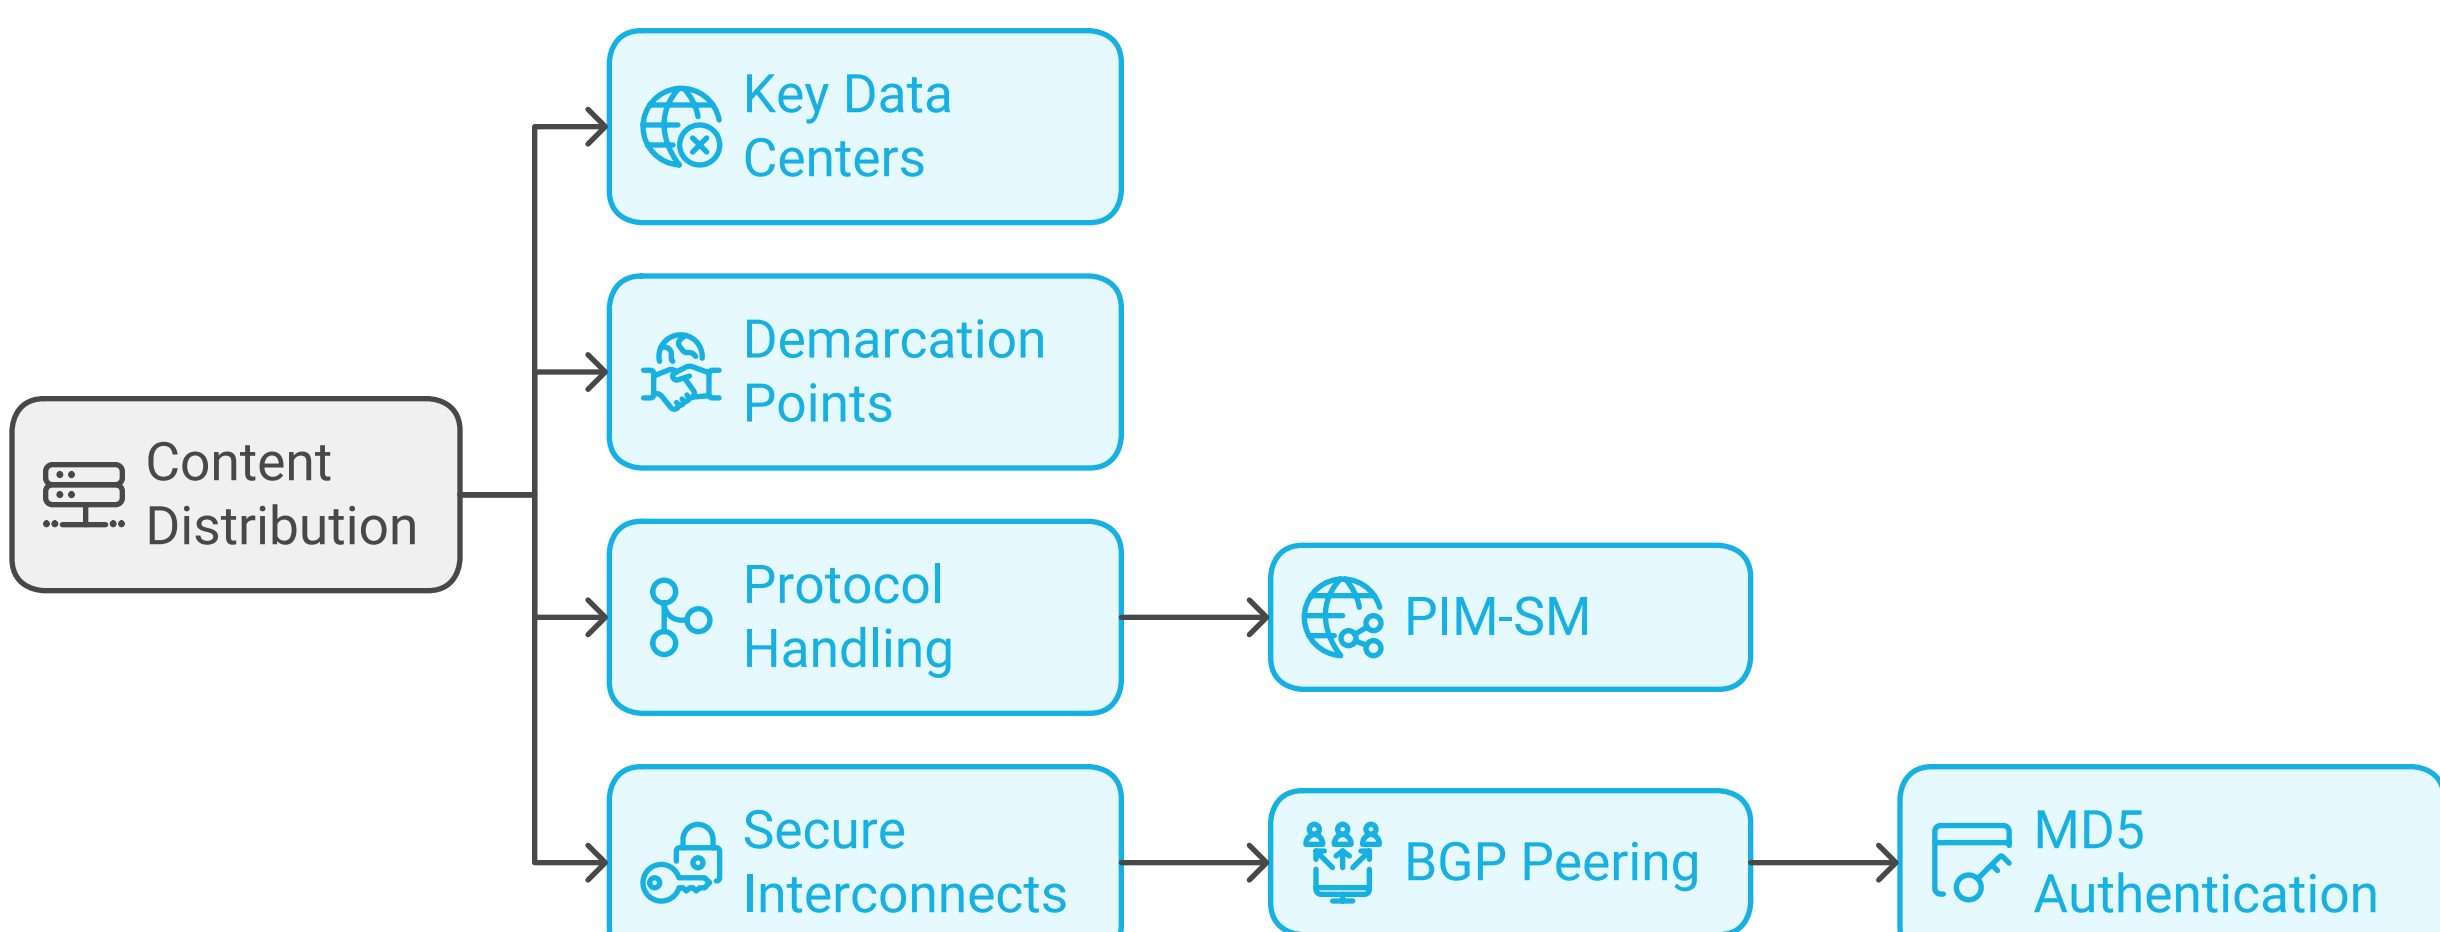 Key Data
Centers
Demarcation
Points
Content
Distribution
Protocol
Handling
PIM-SM
Secure
Interconnects
BGP Peering
MD5
Authentication